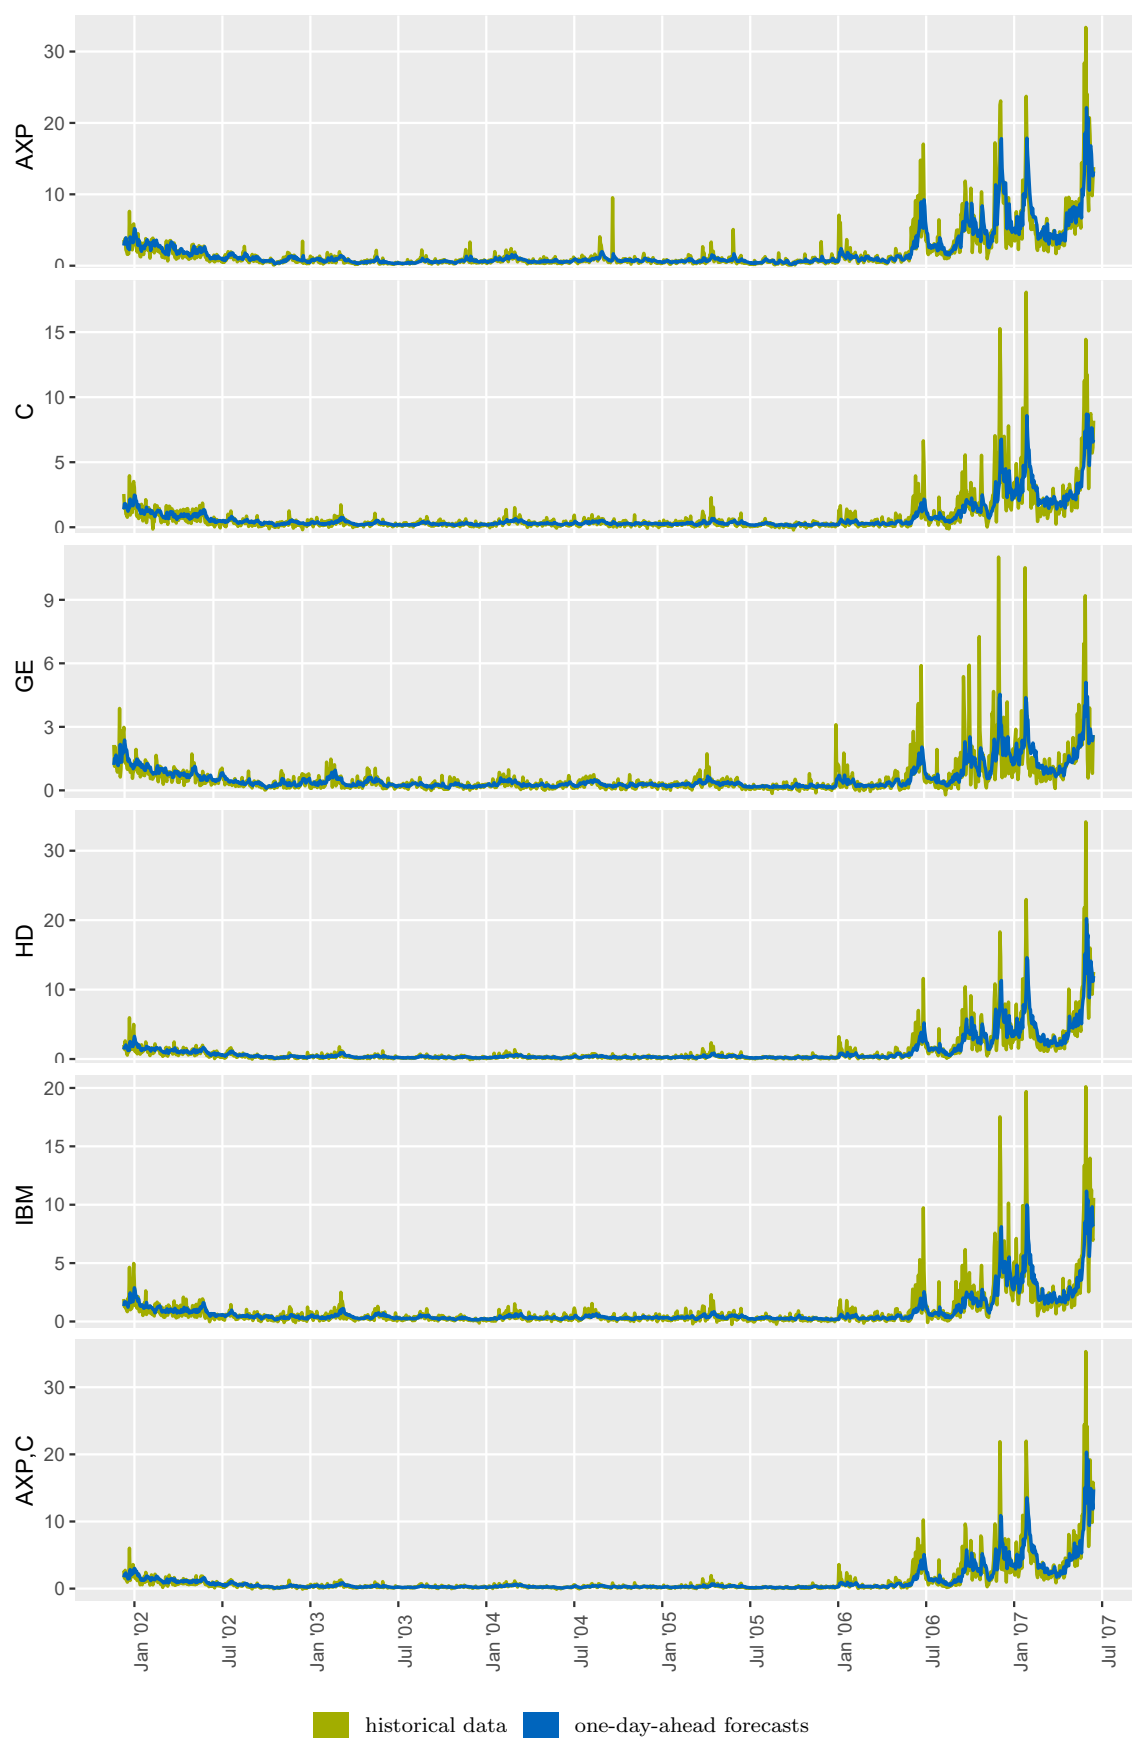 AXP
30
20
10
0
C
15
10
5
0
GE
9
6
3
0
HD
30
20
10
0
IBM
20
15
10
5
0
AXP,C
30
20
10
0
Jan '02
Jul '02
Jan '03
Jul '03
Jan '04
Jul '04
Jan '05
Jul '05
Jan '06
Jul '06
Jan '07
Jul '07
historical data one-day-ahead forecasts